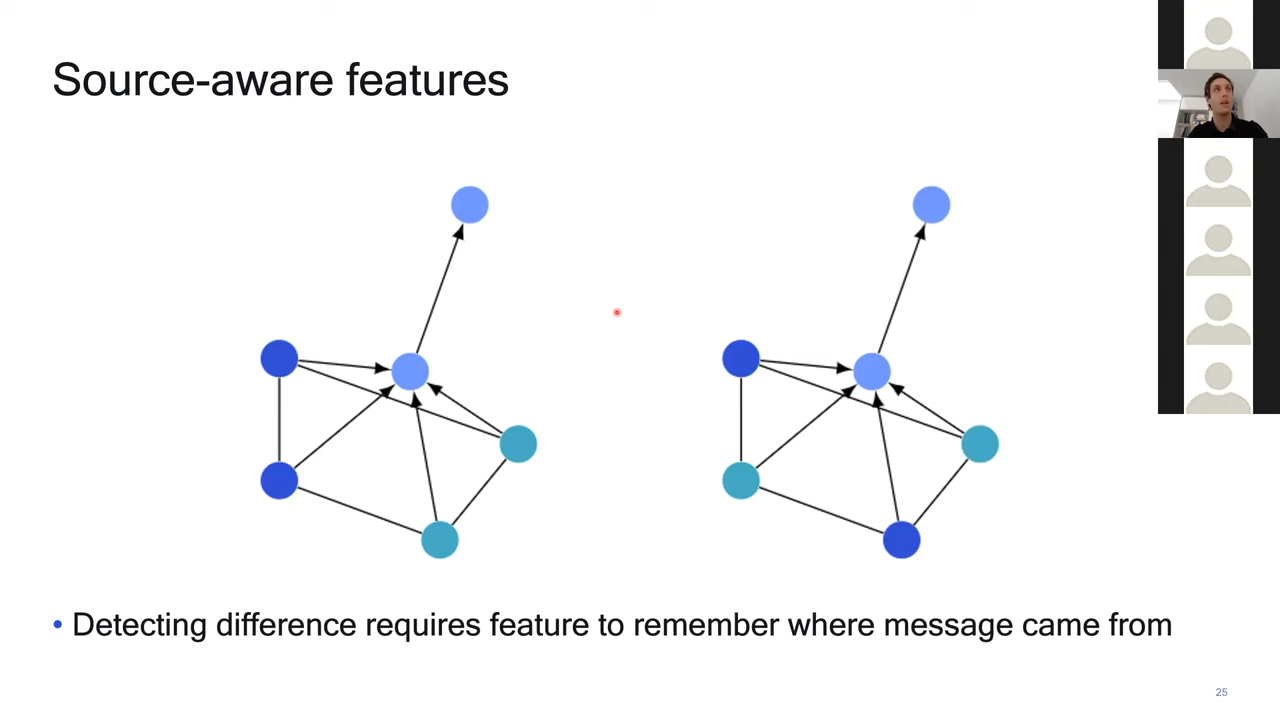 Source-aware features
• Detecting difference requires feature to remember where message came from
25